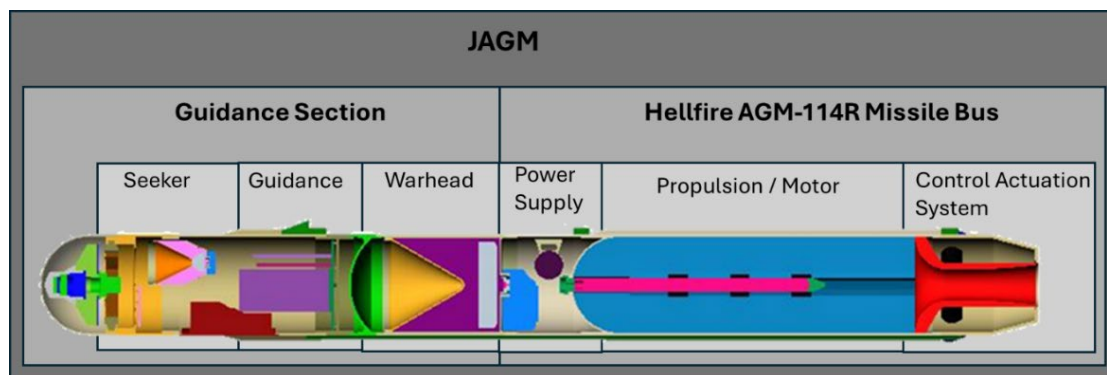 JAGM
Guidance Section
Hellfire AGM-114R Missile Bus
Seeker
Guidance
Warhead
Power
Supply
Propulsion / Motor
Control Actuation
System